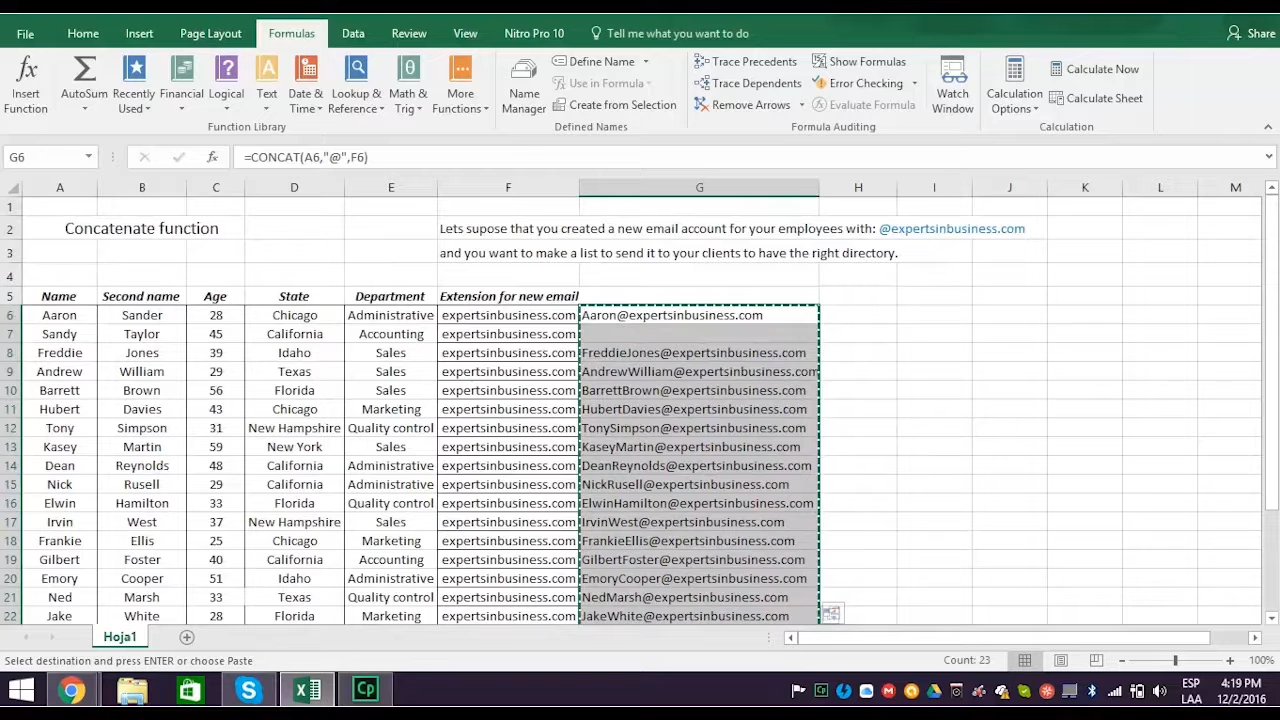 File Home Insert Page Layout Formulas Data Review View Nitro Pro 10 Tell me what you want to do Share
fx Insert Function
AutoSum
Recently Used
Financial
Logical
Text
Date & Time
Lookup & Reference
Math & Trig
More Functions
Function Library
Name Manager
Define Name
Use in Formula
Create from Selection
Defined Names
Trace Precedents
Trace Dependents
Remove Arrows
Show Formulas
Error Checking
Evaluate Formula
Formula Auditing
Watch Window
Calculation Options
Calculate Now
Calculate Sheet
Calculation
G6 fx =CONCAT(A6,"@",F6)
A B C D E F G H I J K L M
1
2 Concatenate function Lets supose that you created a new email account for your employees with: @expertsinbusiness.com
3 and you want to make a list to send it to your clients to have the right directory.
4
5 Name Second name Age State Department Extension for new email
6 Aaron Sander 28 Chicago Administrative expertsinbusiness.com Aaron@expertsinbusiness.com
7 Sandy Taylor 45 California Accounting expertsinbusiness.com
8 Freddie Jones 39 Idaho Sales expertsinbusiness.com FreddieJones@expertsinbusiness.com
9 Andrew William 29 Texas Sales expertsinbusiness.com AndrewWilliam@expertsinbusiness.com
10 Barrett Brown 56 Florida Sales expertsinbusiness.com BarrettBrown@expertsinbusiness.com
11 Hubert Davies 43 Chicago Marketing expertsinbusiness.com HubertDavies@expertsinbusiness.com
12 Tony Simpson 31 New Hampshire Quality control expertsinbusiness.com TonySimpson@expertsinbusiness.com
13 Kasey Martin 59 New York Sales expertsinbusiness.com KaseyMartin@expertsinbusiness.com
14 Dean Reynolds 48 California Administrative expertsinbusiness.com DeanReynolds@expertsinbusiness.com
15 Nick Rusell 29 California Administrative expertsinbusiness.com NickRusell@expertsinbusiness.com
16 Elwin Hamilton 33 Florida Quality control expertsinbusiness.com ElwinHamilton@expertsinbusiness.com
17 Irvin West 37 New Hampshire Sales expertsinbusiness.com IrvinWest@expertsinbusiness.com
18 Frankie Ellis 25 Chicago Marketing expertsinbusiness.com FrankieEllis@expertsinbusiness.com
19 Gilbert Foster 40 California Accounting expertsinbusiness.com GilbertFoster@expertsinbusiness.com
20 Emory Cooper 51 Idaho Administrative expertsinbusiness.com EmoryCooper@expertsinbusiness.com
21 Ned Marsh 33 Texas Quality control expertsinbusiness.com NedMarsh@expertsinbusiness.com
22 Jake White 28 Florida Marketing expertsinbusiness.com JakeWhite@expertsinbusiness.com
Hoja1
Select destination and press ENTER or choose Paste Count: 23 100%
Cp
ESP 4:19 PM
LAA 12/2/2016